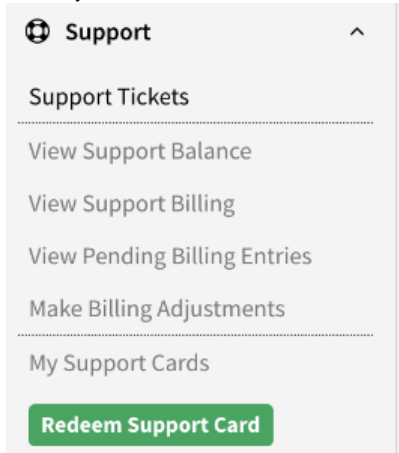 Support
Support Tickets
View Support Balance
View Support Billing
View Pending Billing Entries
Make Billing Adjustments
My Support Cards
Redeem Support Card